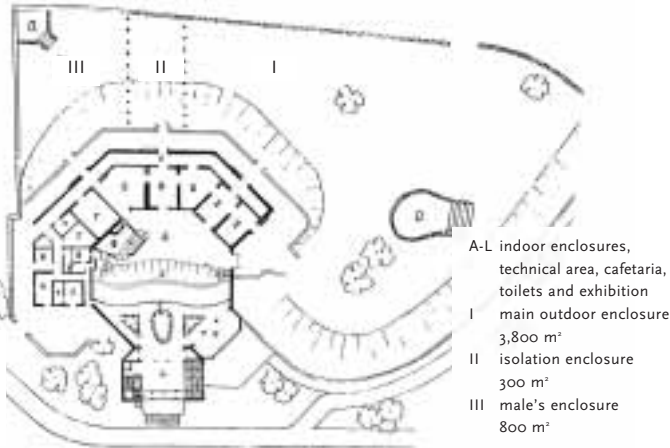 III
II
I
A-L indoor enclosures,
technical area, cafetaria,
toilets and exhibition
I main outdoor enclosure
3,800 m²
II isolation enclosure
300 m²
III male's enclosure
800 m²